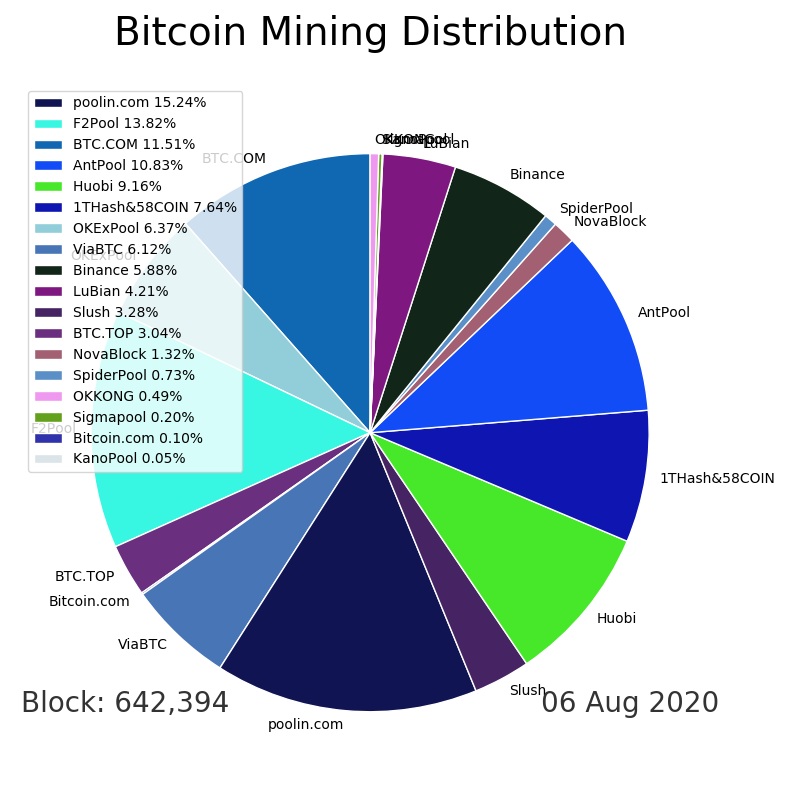 Bitcoin Mining Distribution
poolin.com 15.24%
F2Pool 13.82%
BTC.COM 11.51%
AntPool 10.83%
Huobi 9.16%
1THash&58COIN 7.64%
OKExPool 6.37%
ViaBTC 6.12%
Binance 5.88%
LuBian 4.21%
Slush 3.28%
BTC.TOP 3.04%
NovaBlock 1.32%
SpiderPool 0.73%
OKKONG 0.49%
Sigmapool 0.20%
Bitcoin.com 0.10%
KanoPool 0.05%
BTC.COM
OKExPool
F2Pool
BTC.TOP
Bitcoin.com
ViaBTC
poolin.com
Slush
Huobi
1THash&58COIN
AntPool
NovaBlock
SpiderPool
Binance
LuBian
Block: 642,394
06 Aug 2020